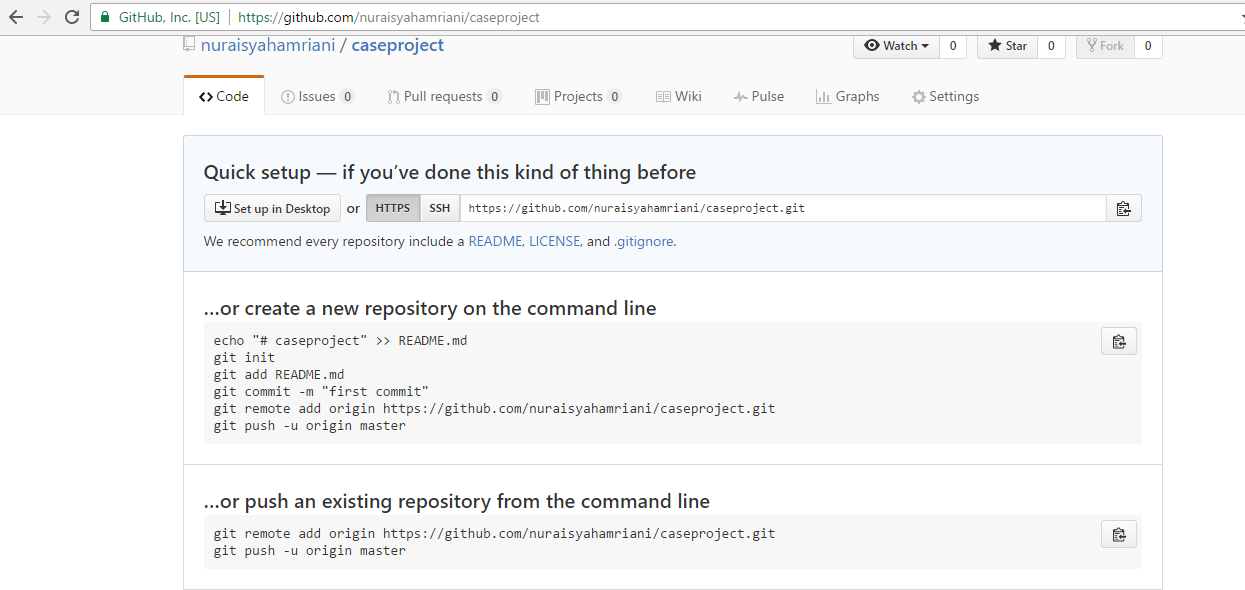 GitHub, Inc. [US] https://github.com/nuraisyahamriani/caseproject
nuraisyahamriani / caseproject Watch 0 Star 0 Fork 0
Code Issues 0 Pull requests 0 Projects 0 Wiki Pulse Graphs Settings
Quick setup — if you’ve done this kind of thing before
Set up in Desktop or HTTPS SSH https://github.com/nuraisyahamriani/caseproject.git
We recommend every repository include a README, LICENSE, and .gitignore.
…or create a new repository on the command line
echo "# caseproject" >> README.md
git init
git add README.md
git commit -m "first commit"
git remote add origin https://github.com/nuraisyahamriani/caseproject.git
git push -u origin master
…or push an existing repository from the command line
git remote add origin https://github.com/nuraisyahamriani/caseproject.git
git push -u origin master